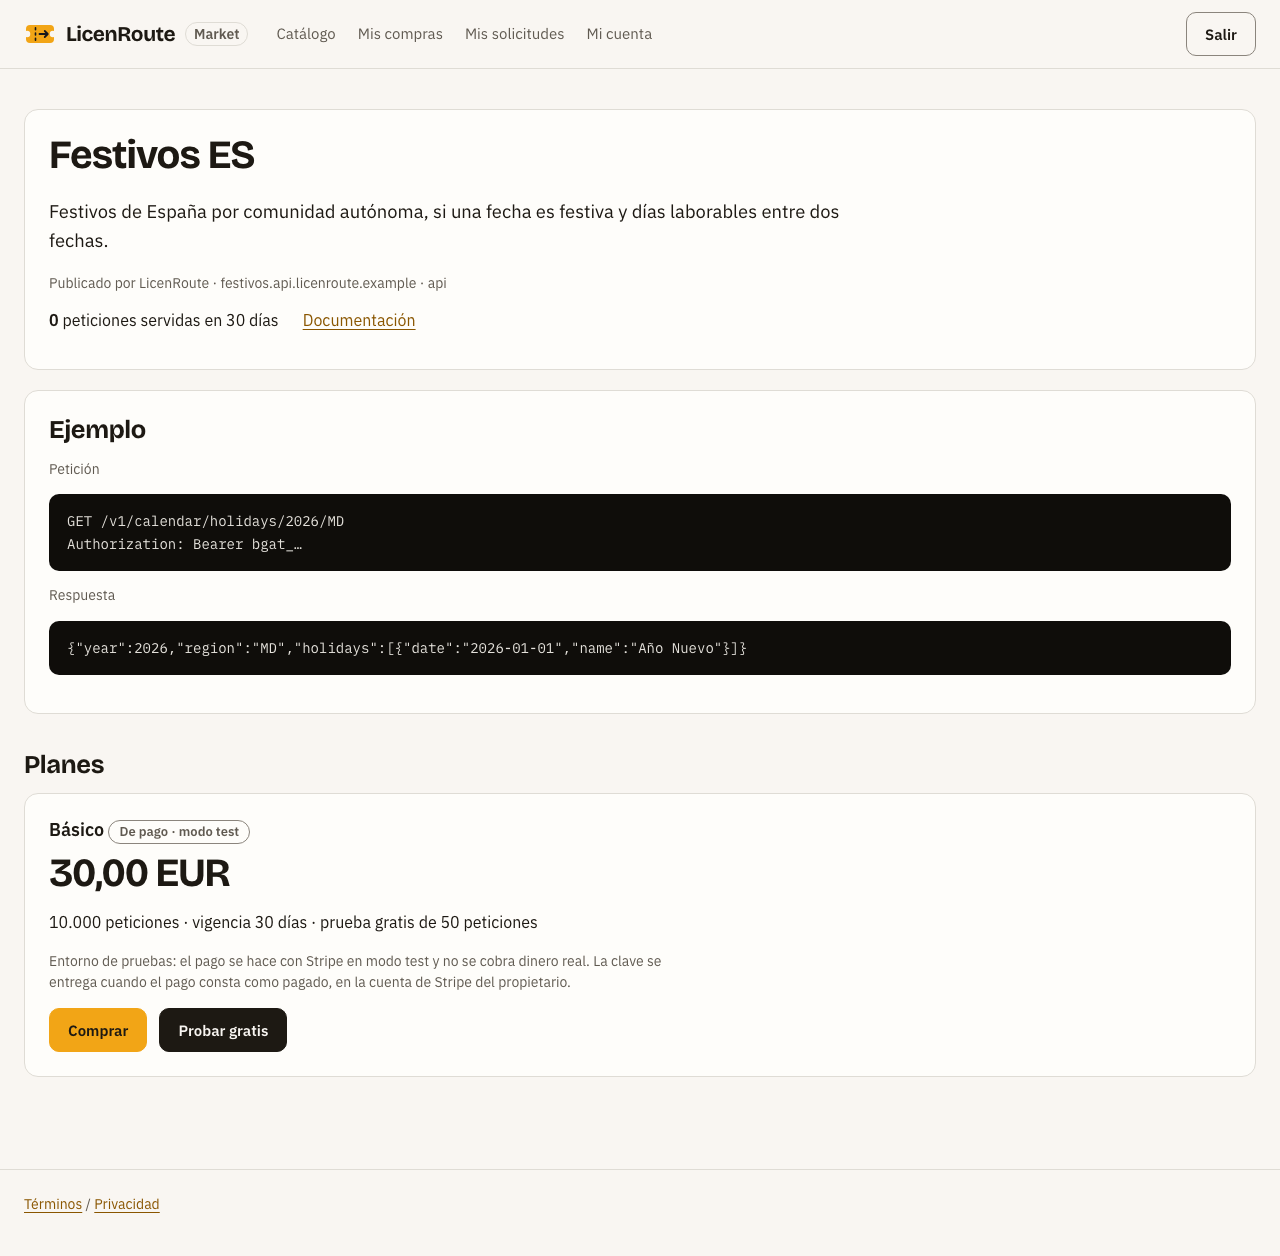 LicenRoute Market Catálogo Mis compras Mis solicitudes Mi cuenta Salir
Festivos ES
Festivos de España por comunidad autónoma, si una fecha es festiva y días laborables entre dos
fechas.
Publicado por LicenRoute · festivos.api.licenroute.example · api
0 peticiones servidas en 30 días Documentación
Ejemplo
Petición
GET /v1/calendar/holidays/2026/MD
Authorization: Bearer bgat_…
Respuesta
{"year":2026,"region":"MD","holidays":[{"date":"2026-01-01","name":"Año Nuevo"}]}
Planes
Básico De pago · modo test
30,00 EUR
10.000 peticiones · vigencia 30 días · prueba gratis de 50 peticiones
Entorno de pruebas: el pago se hace con Stripe en modo test y no se cobra dinero real. La clave se
entrega cuando el pago consta como pagado, en la cuenta de Stripe del propietario.
Comprar Probar gratis
Términos / Privacidad